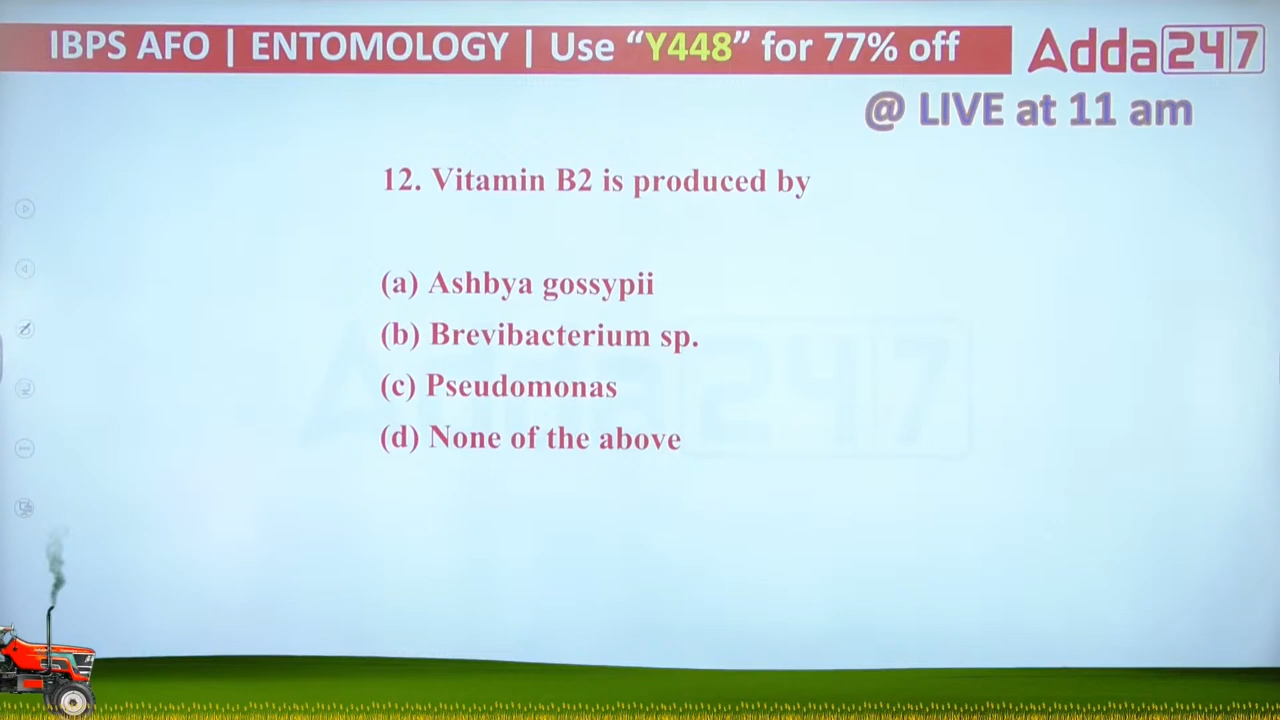 IBPS AFO | ENTOMOLOGY | Use “Y448” for 77% off
Adda247
@ LIVE at 11 am
12. Vitamin B2 is produced by
(a) Ashbya gossypii
(b) Brevibacterium sp.
(c) Pseudomonas
(d) None of the above
Adda247